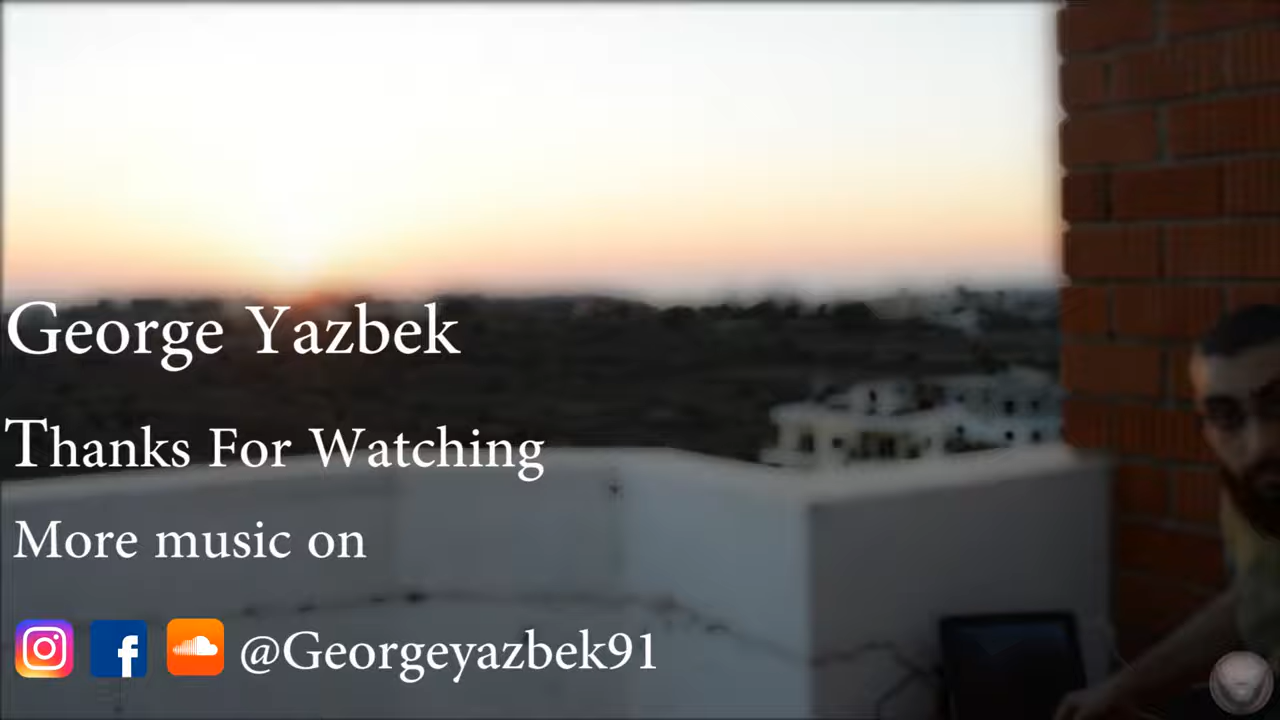 George Yazbek
Thanks For Watching
More music on
@Georgeyazbek91